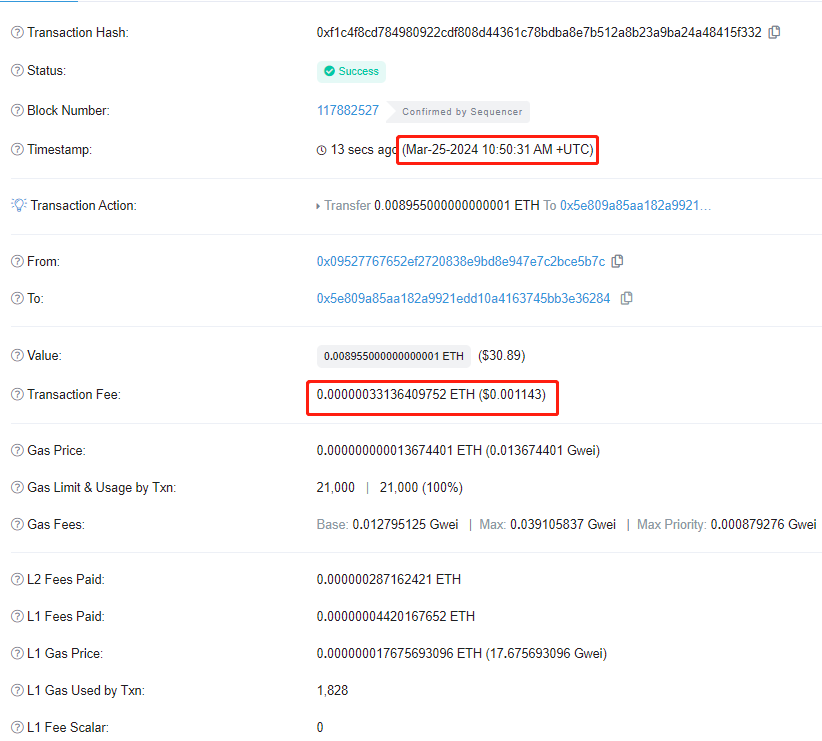 Transaction Hash: 0xf1c4f8cd784980922cdf808d44361c78bdba8e7b512a8b23a9ba24a48415f332
Status: Success
Block Number: 117882527 Confirmed by Sequencer
Timestamp: 13 secs ago (Mar-25-2024 10:50:31 AM +UTC)
Transaction Action: Transfer 0.008955000000000001 ETH To 0x5e809a85aa182a9921...
From: 0x09527767652ef2720838e9bd8e947e7c2bce5b7c
To: 0x5e809a85aa182a9921edd10a4163745bb3e36284
Value: 0.008955000000000001 ETH ($30.89)
Transaction Fee: 0.00000033136409752 ETH ($0.001143)
Gas Price: 0.000000000013674401 ETH (0.013674401 Gwei)
Gas Limit & Usage by Txn: 21,000 | 21,000 (100%)
Gas Fees: Base: 0.012795125 Gwei | Max: 0.039105837 Gwei | Max Priority: 0.000879276 Gwei
L2 Fees Paid: 0.000000287162421 ETH
L1 Fees Paid: 0.00000004420167652 ETH
L1 Gas Price: 0.000000017675693096 ETH (17.675693096 Gwei)
L1 Gas Used by Txn: 1,828
L1 Fee Scalar: 0